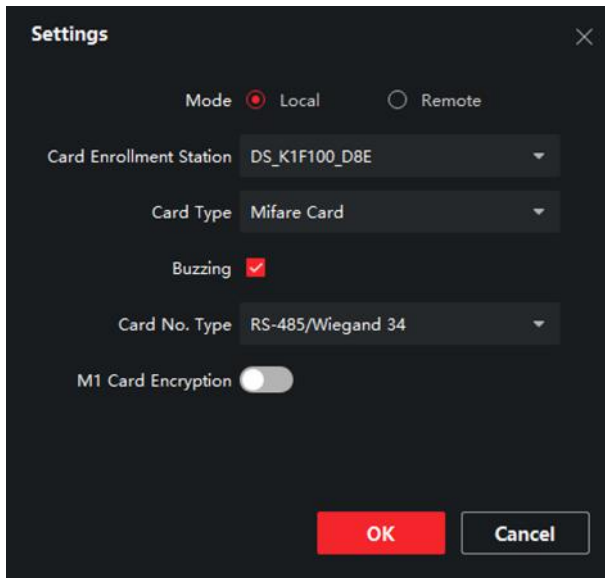 Settings
Mode Local Remote
Card Enrollment Station DS_K1F100_D8E
Card Type Mifare Card
Buzzing
Card No. Type RS-485/Wiegand 34
M1 Card Encryption
OK Cancel